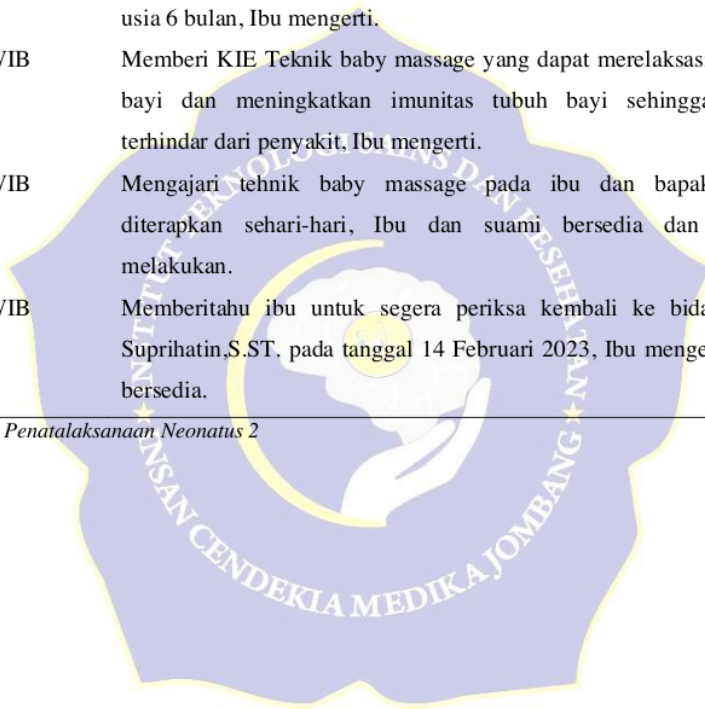 usia 6 bulan, Ibu mengerti.
WIB Memberi KIE Teknik baby massage yang dapat merelaksasi
bayi dan meningkatkan imunitas tubuh bayi sehingga
terhindar dari penyakit, Ibu mengerti.
WIB Mengajari tehnik baby massage pada ibu dan bapak
diterapkan sehari-hari, Ibu dan suami bersedia dan
melakukan.
WIB Memberitahu ibu untuk segera periksa kembali ke bida
Suprihatin,S.ST. pada tanggal 14 Februari 2023, Ibu menge
bersedia.
Penatalaksanaan Neonatus 2
INSTITUT TEKNOLOGI SAINS DAN KESEHATAN
INSAN CENDEKIA MEDIKA JOMBANG